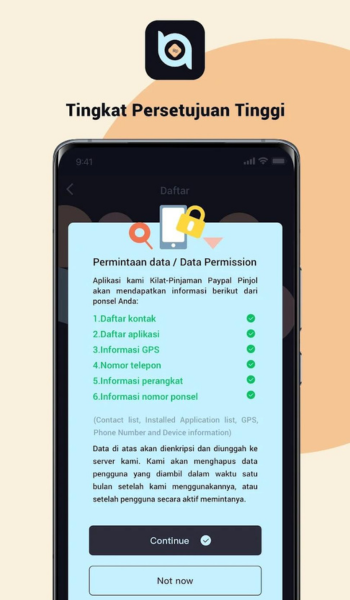 Tingkat Persetujuan Tinggi
9:41
Daftar
Permintaan data / Data Permission
Aplikasi kami Kilat-Pinjaman Paypal Pinjol
akan mendapatkan informasi berikut dari
ponsel Anda:
1.Daftar kontak
2.Daftar aplikasi
3.Informasi GPS
4.Nomor telepon
5.Informasi perangkat
6.Informasi nomor ponsel
(Contact list, Installed Application list, GPS,
Phone Number and Device information)
Data di atas akan dienkripsi dan diunggah ke
server kami. Kami akan menghapus data
pengguna yang diambil dalam waktu satu
bulan setelah kami menggunakannya, atau
setelah pengguna secara aktif memintanya.
Continue
Not now